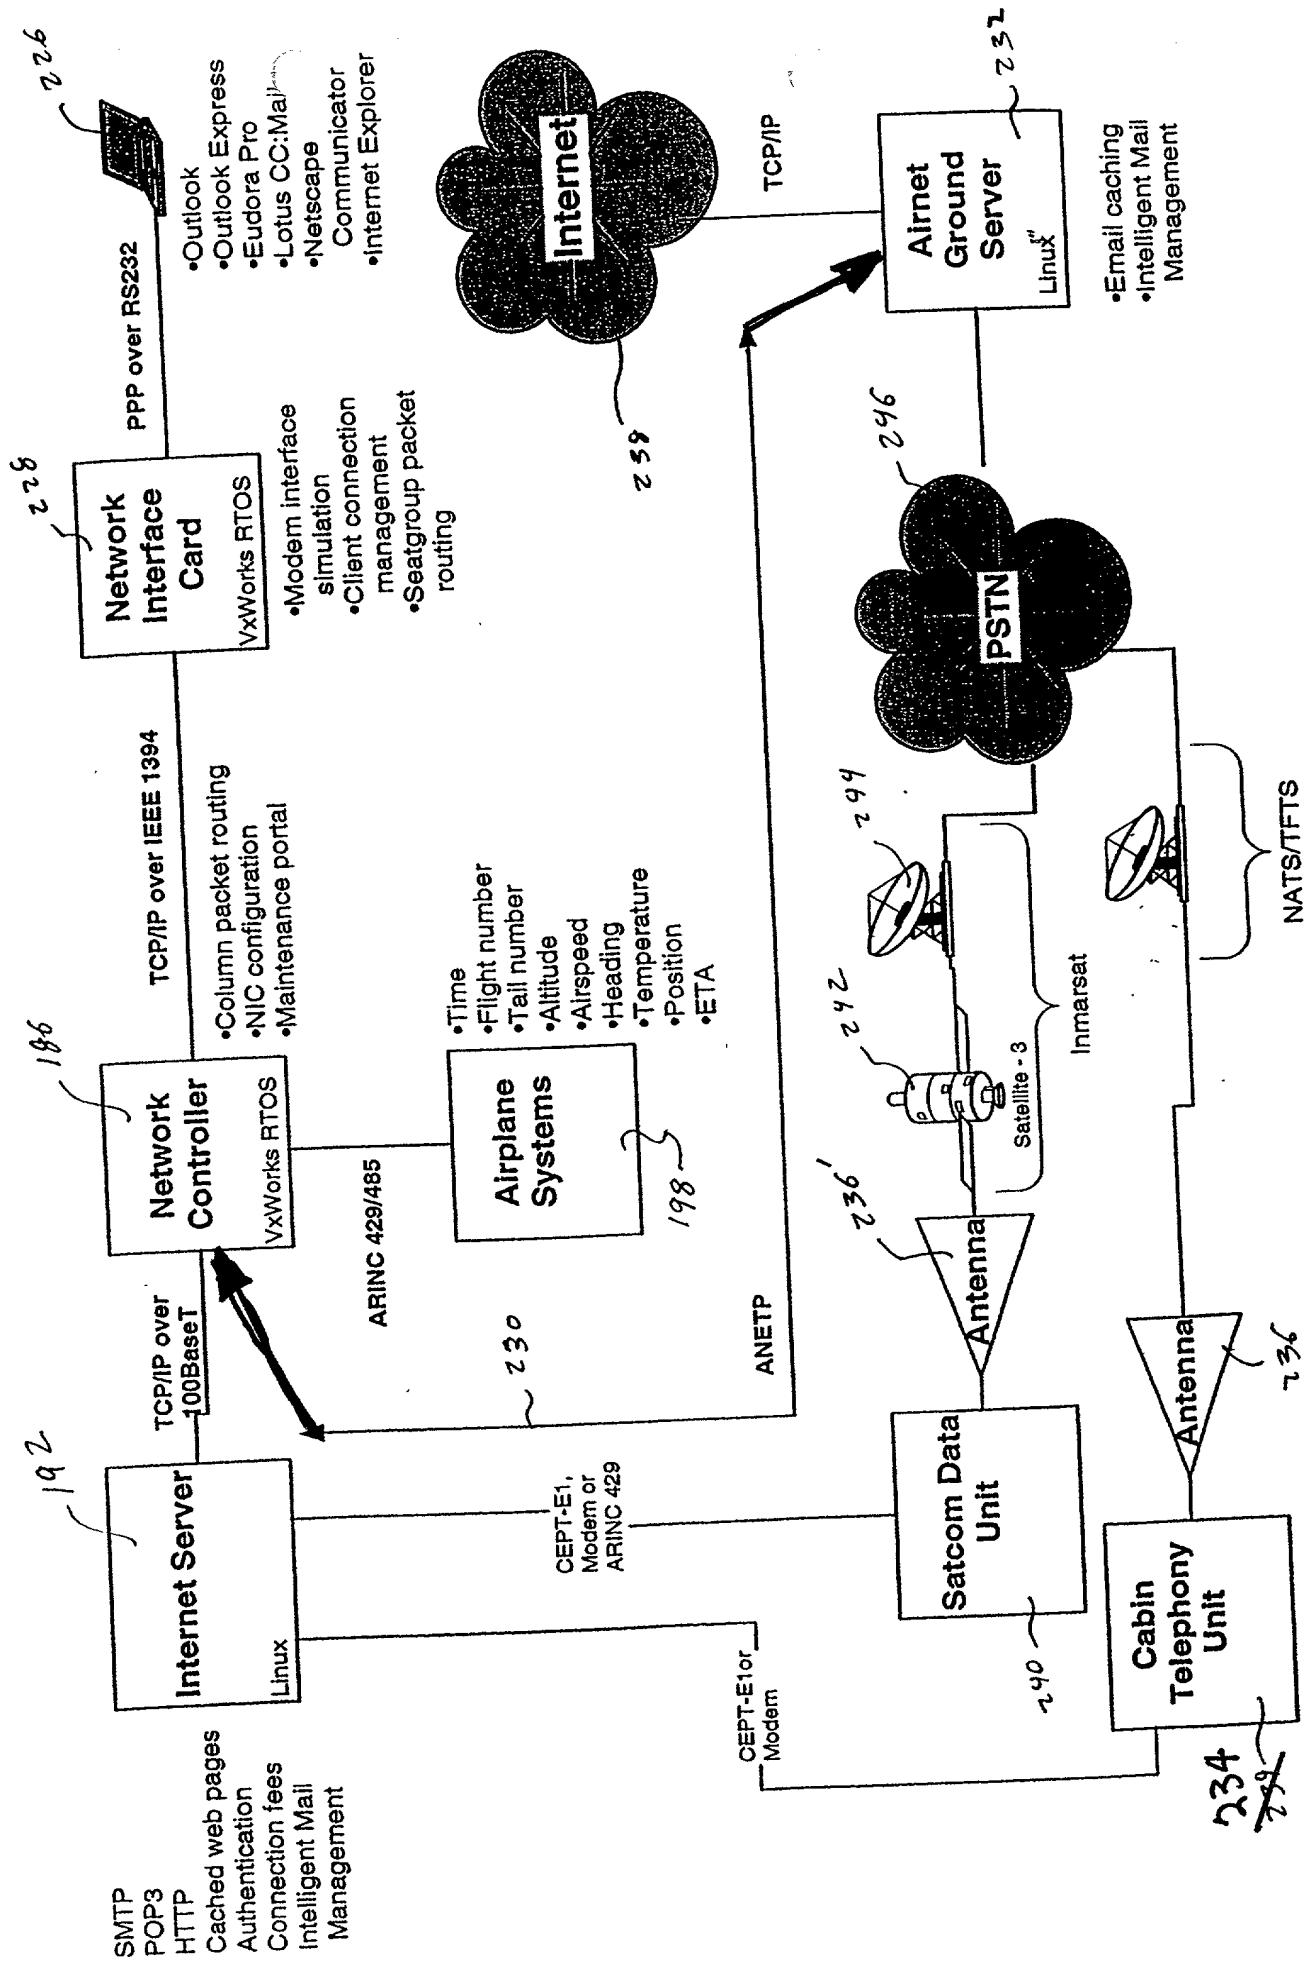 SMTP
POP3
HTTP
Cached web pages
Authentication
Connection fees
Intelligent Mail
Management
192
Internet Server
Linux
TCP/IP over
100BaseT
186
Network
Controller
VxWorks RTOS
TCP/IP over IEEE 1394
•Column packet routing
•NIC configuration
•Maintenance portal
228
Network
Interface
Card
VxWorks RTOS
•Modem interface
simulation
•Client connection
management
•Seatgroup packet
routing
PPP over RS232
226
•Outlook
•Outlook Express
•Eudora Pro
•Lotus CC:Mail
•Netscape
Communicator
•Internet Explorer
ARINC 429/485
Airplane
Systems
198
•Time
•Flight number
•Tail number
•Altitude
•Airspeed
•Heading
•Temperature
•Position
•ETA
230
ANETP
Internet
238
TCP/IP
Airnet
Ground
Server
Linux
232
•Email caching
•Intelligent Mail
Management
CEPT-E1,
Modem or
ARINC 429
CEPT-E1or
Modem
Satcom Data
Unit
240
Antenna
236'
242
Satellite - 3
244
Inmarsat
PSTN
246
Cabin
Telephony
Unit
234
239
Antenna
236
NATS/TFTS